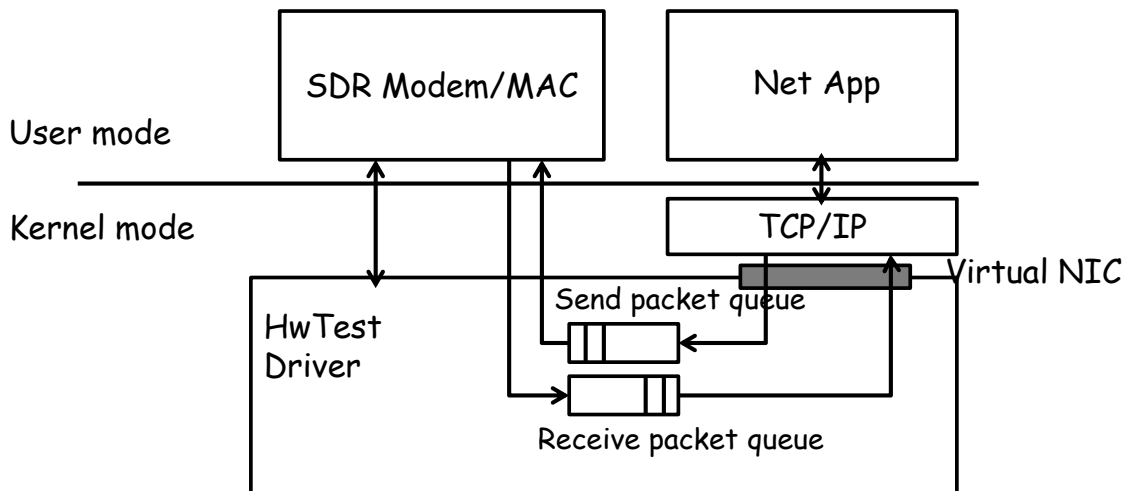 SDR Modem/MAC
Net App
User mode
Kernel mode
TCP/IP
Virtual NIC
Send packet queue
HwTest
Driver
Receive packet queue